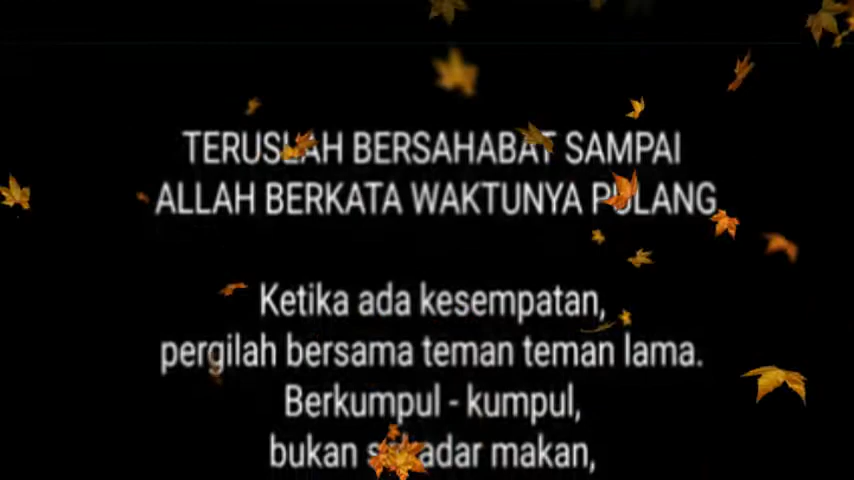 TERUSLAH BERSAHABAT SAMPAI
ALLAH BERKATA WAKTUNYA PULANG
Ketika ada kesempatan,
pergilah bersama teman teman lama.
Berkumpul - kumpul,
bukan sekadar makan,